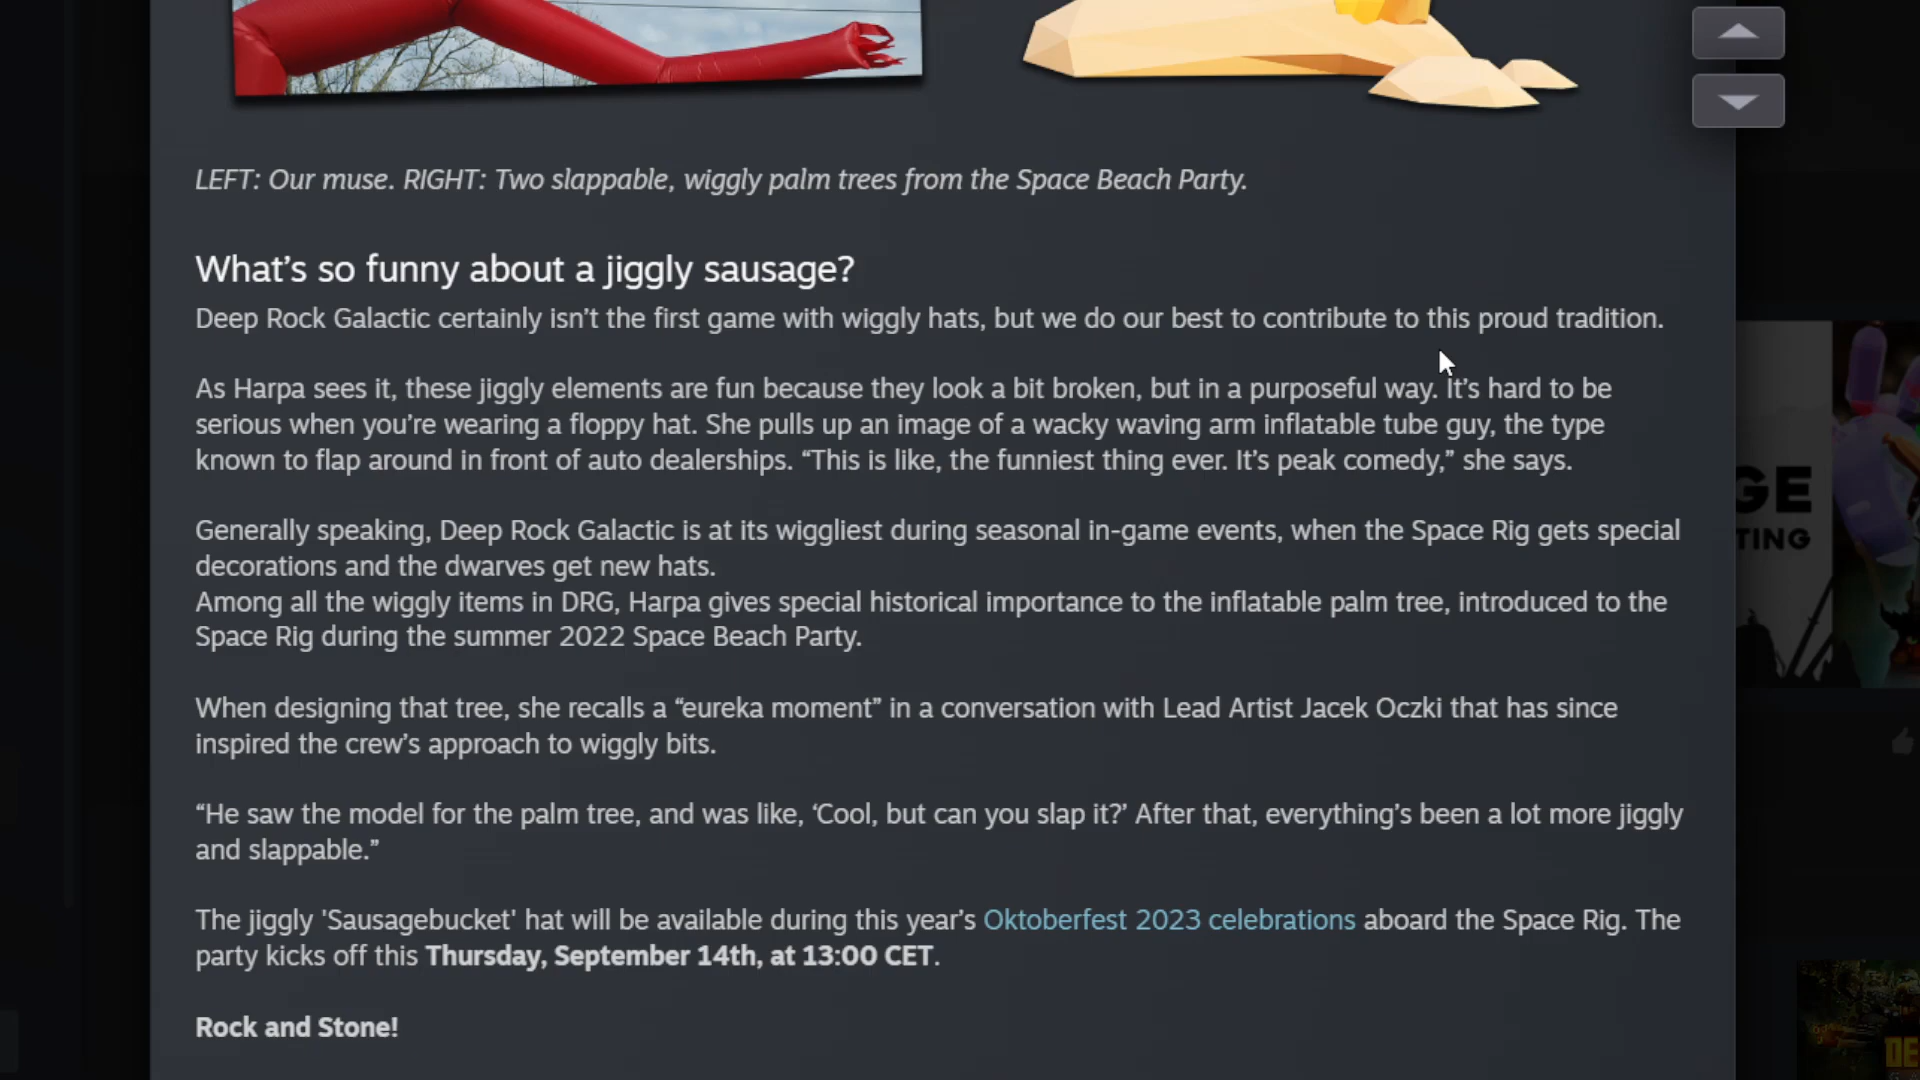 LEFT: Our muse. RIGHT: Two slappable, wiggly palm trees from the Space Beach Party.
What’s so funny about a jiggly sausage?
Deep Rock Galactic certainly isn’t the first game with wiggly hats, but we do our best to contribute to this proud tradition.
As Harpa sees it, these jiggly elements are fun because they look a bit broken, but in a purposeful way. It’s hard to be
serious when you’re wearing a floppy hat. She pulls up an image of a wacky waving arm inflatable tube guy, the type
known to flap around in front of auto dealerships. “This is like, the funniest thing ever. It’s peak comedy,” she says.
Generally speaking, Deep Rock Galactic is at its wiggliest during seasonal in-game events, when the Space Rig gets special
decorations and the dwarves get new hats.
Among all the wiggly items in DRG, Harpa gives special historical importance to the inflatable palm tree, introduced to the
Space Rig during the summer 2022 Space Beach Party.
When designing that tree, she recalls a “eureka moment” in a conversation with Lead Artist Jacek Oczki that has since
inspired the crew’s approach to wiggly bits.
“He saw the model for the palm tree, and was like, ‘Cool, but can you slap it?’ After that, everything’s been a lot more jiggly
and slappable.”
The jiggly 'Sausagebucket' hat will be available during this year’s Oktoberfest 2023 celebrations aboard the Space Rig. The
party kicks off this Thursday, September 14th, at 13:00 CET.
Rock and Stone!
GE
TING
DE